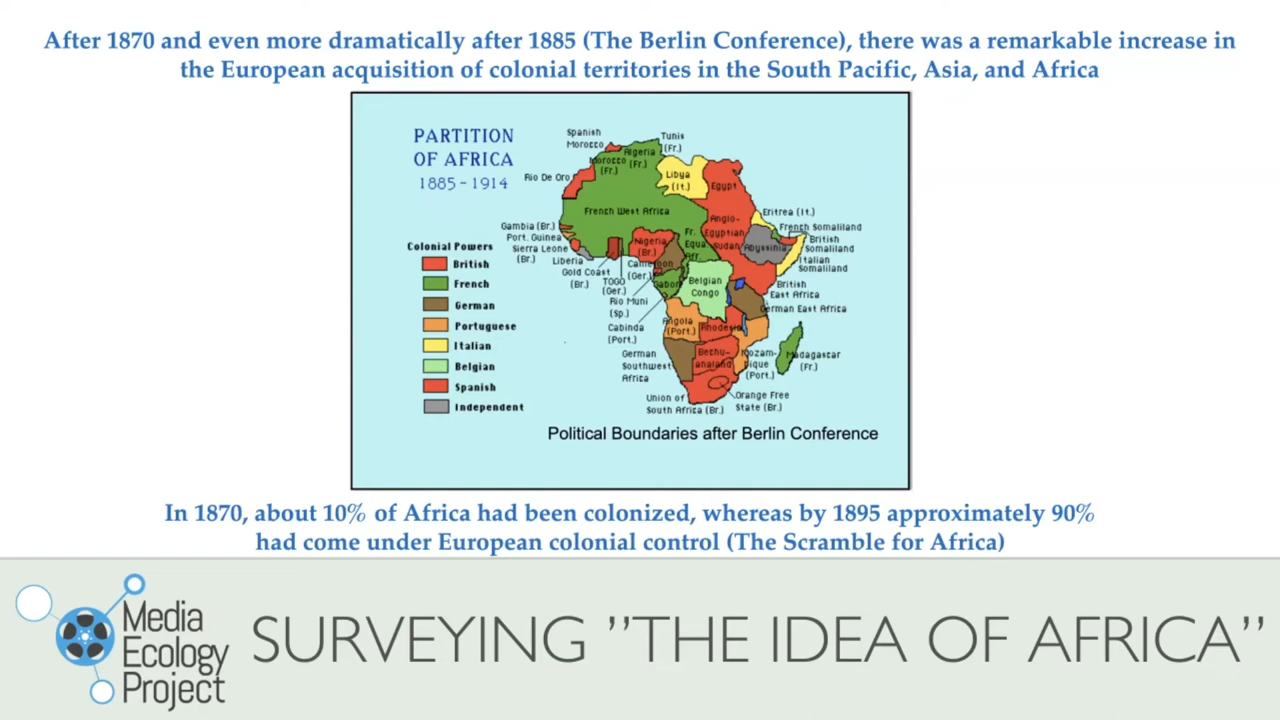 After 1870 and even more dramatically after 1885 (The Berlin Conference), there was a remarkable increase in
the European acquisition of colonial territories in the South Pacific, Asia, and Africa
PARTITION
OF AFRICA
1885 - 1914
Colonial Powers
British
French
German
Portuguese
Italian
Belgian
Spanish
Independent
Spanish
Morocco
Tunis
(Fr.)
Algeria
(Fr.)
Morocco
(Fr.)
Rio De Oro
Libya
(It.)
Egypt
French West Africa
Gambia (Br.)
Port. Guinea
Sierra Leone
(Br.)
Liberia
Gold Coast
(Br.)
TOGO
(Ger.)
Nigeria
(Br.)
Cameroon
(Ger.)
Fr.
Equa.
Afr.
Anglo-
Egyptian
Sudan
Eritrea (It.)
French Somaliland
British
Somaliland
Italian
Somaliland
Abyssinia
Rio Muni
(Sp.)
Gabon
Belgian
Congo
British
East Africa
German East Africa
Cabinda
(Port.)
Angola
(Port.)
Rhodesia
German
Southwest
Africa
Bechu-
analand
Mozam-
bique
(Port.)
Madagascar
(Fr.)
Union of
South Africa (Br.)
Orange Free
State (Br.)
Political Boundaries after Berlin Conference
In 1870, about 10% of Africa had been colonized, whereas by 1895 approximately 90%
had come under European colonial control (The Scramble for Africa)
Media
Ecology
Project
SURVEYING ”THE IDEA OF AFRICA”